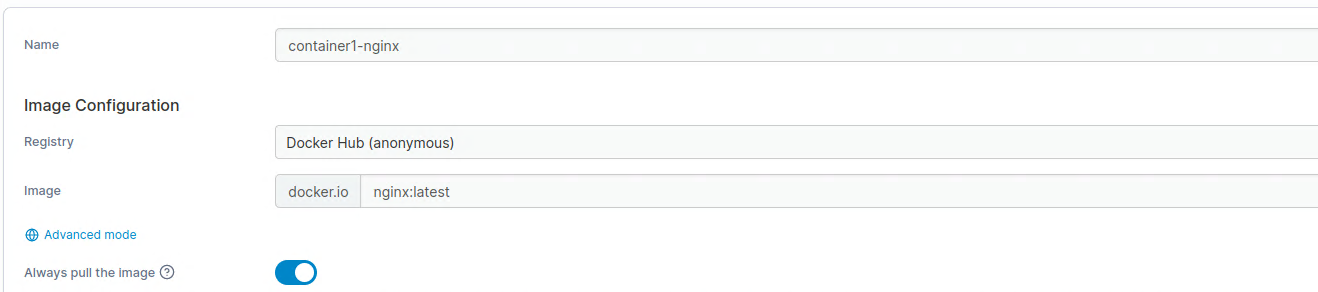 Name
container1-nginx
Image Configuration
Registry
Docker Hub (anonymous)
Image
docker.io
nginx:latest
Advanced mode
Always pull the image